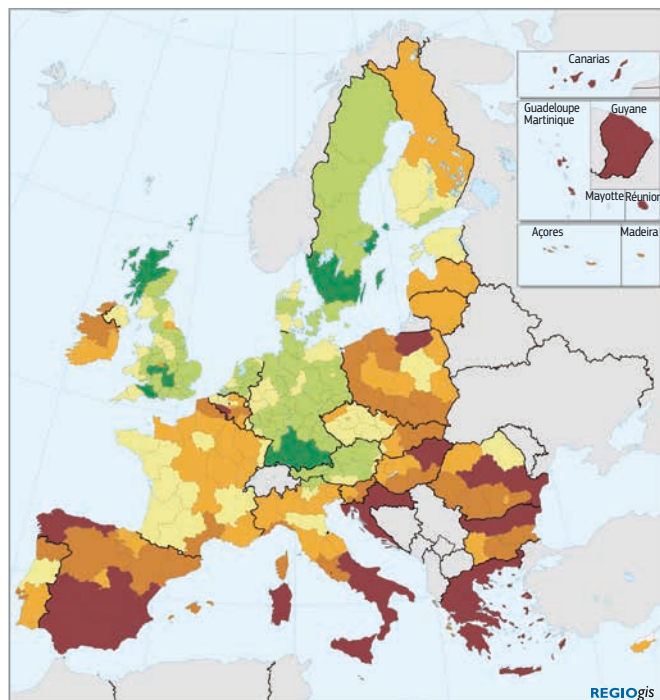 Canarias
Guadeloupe
Martinique
Guyane
Mayotte
Réunion
Açores
Madeira
REGIOgis